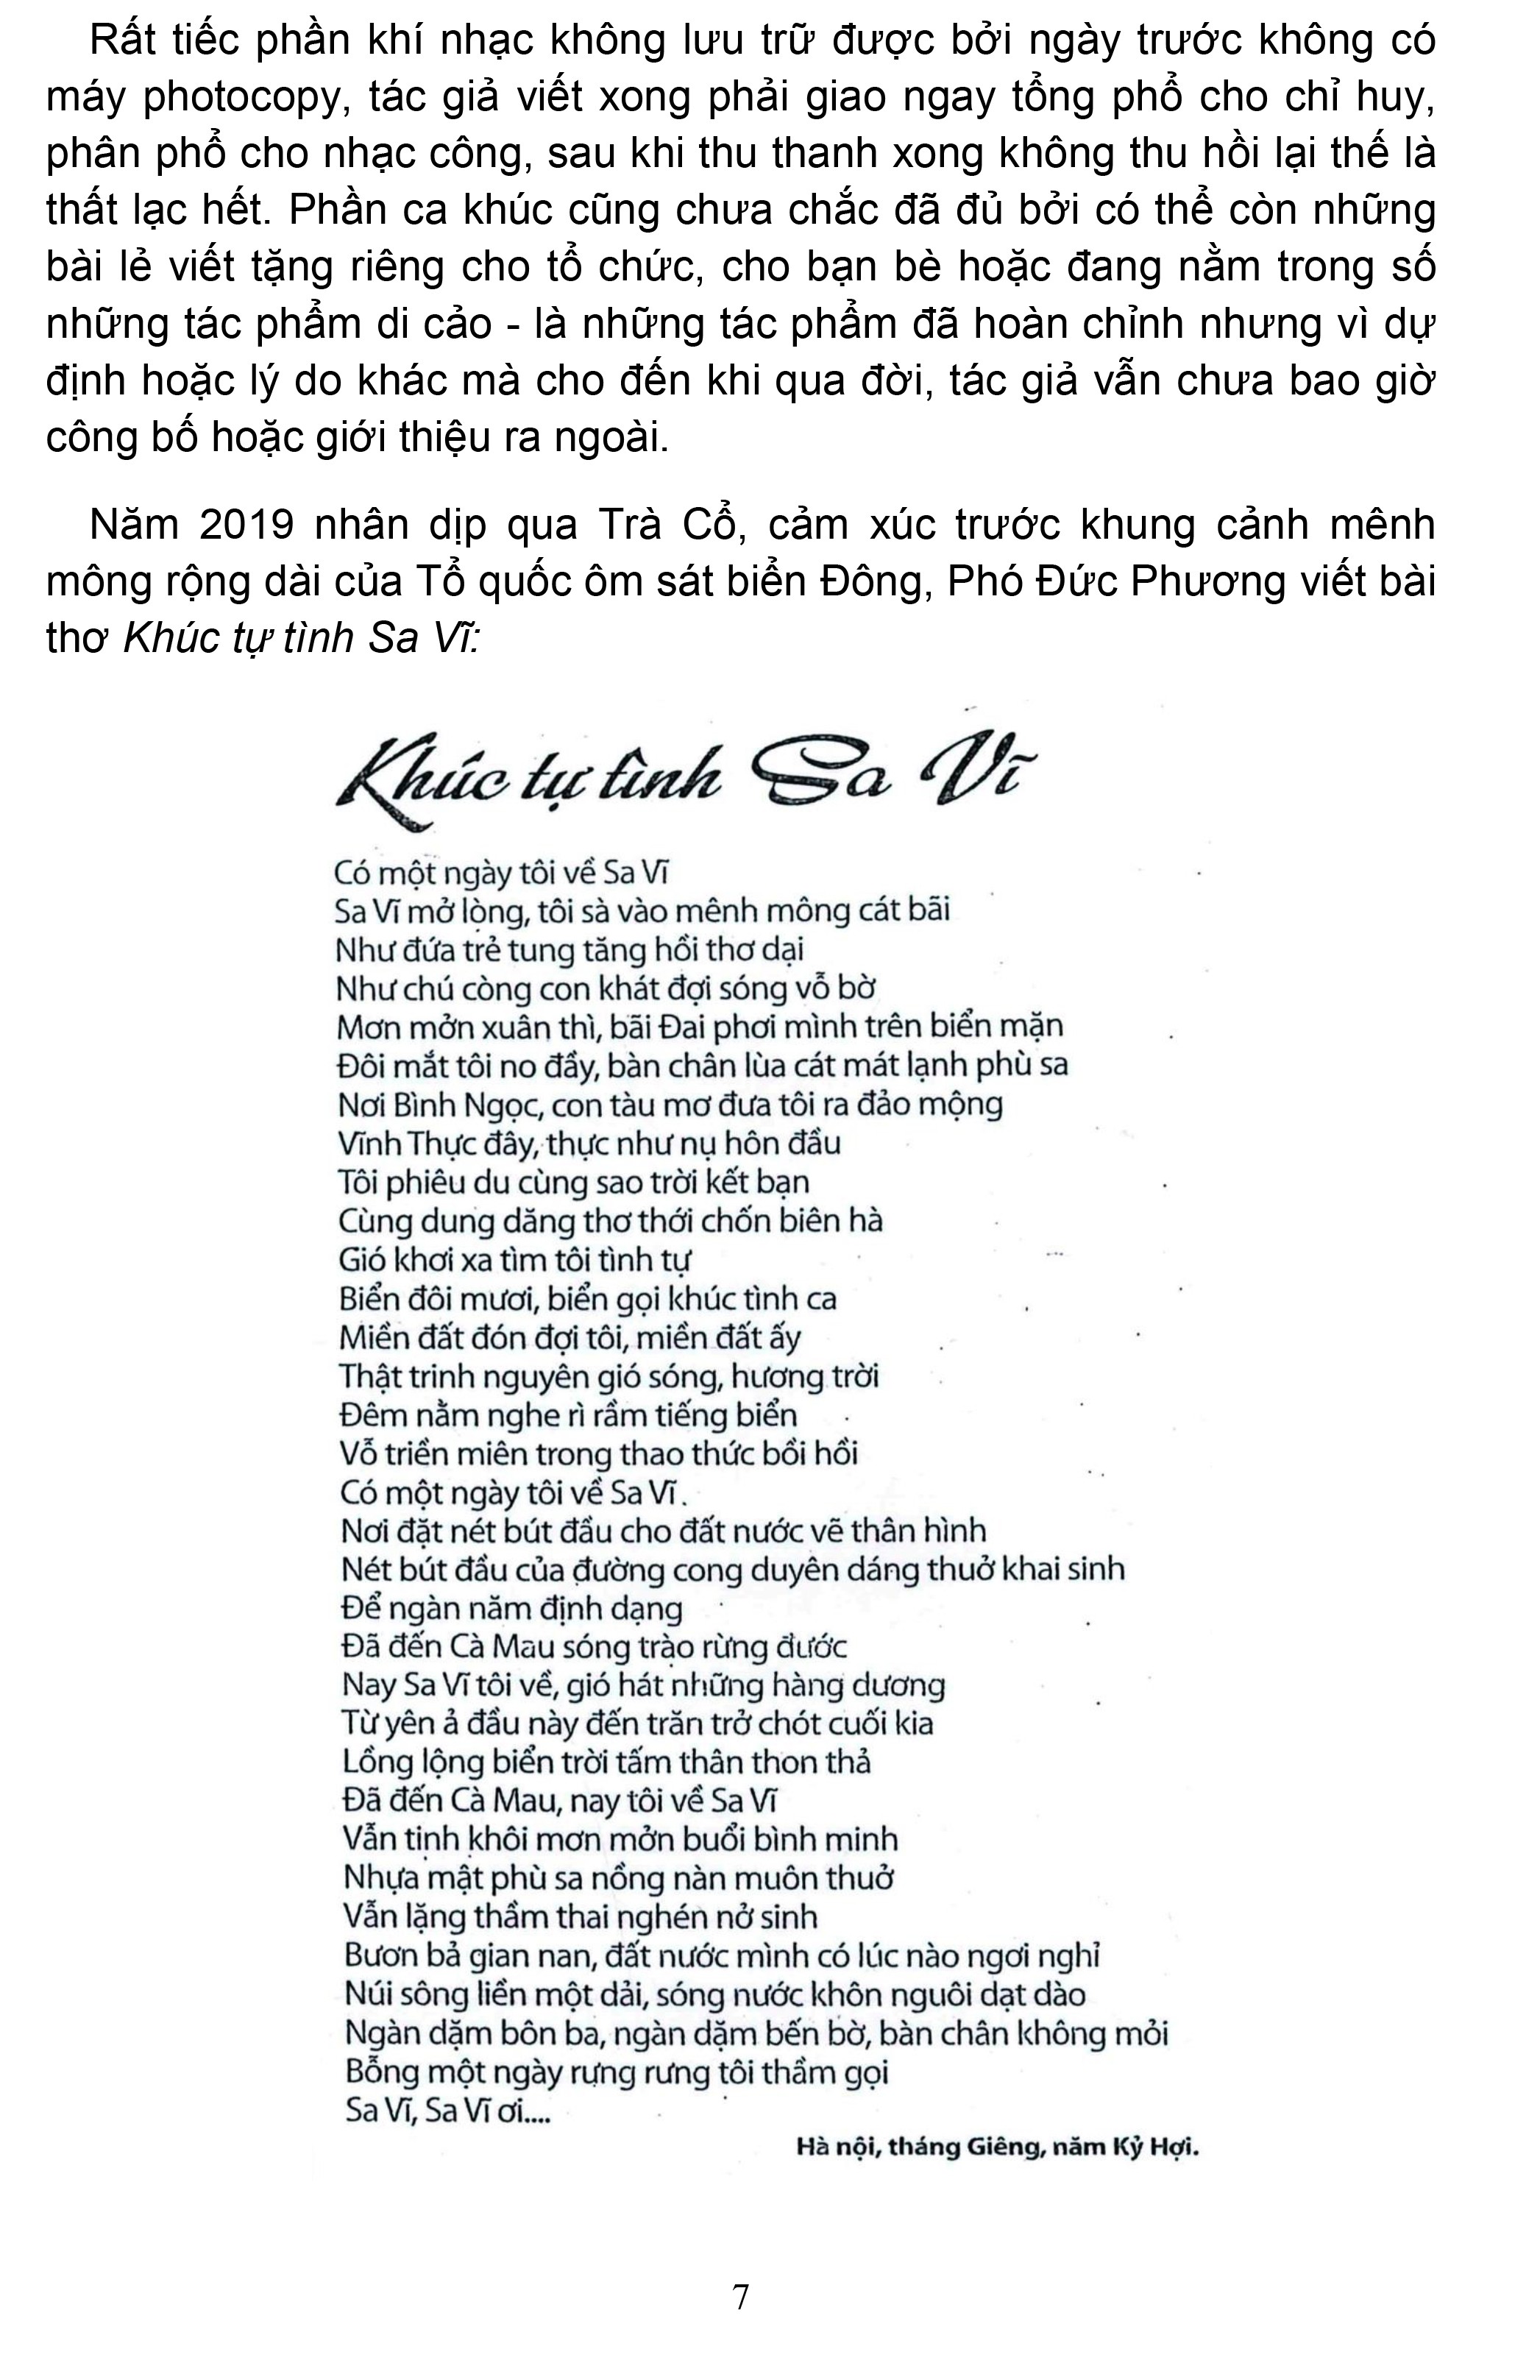 Rất tiếc phần khí nhạc không lưu trữ được bởi ngày trước không có
máy photocopy, tác giả viết xong phải giao ngay tổng phổ cho chỉ huy,
phân phổ cho nhạc công, sau khi thu thanh xong không thu hồi lại thế là
thất lạc hết. Phần ca khúc cũng chưa chắc đã đủ bởi có thể còn những
bài lẻ viết tặng riêng cho tổ chức, cho bạn bè hoặc đang nằm trong số
những tác phẩm di cảo - là những tác phẩm đã hoàn chỉnh nhưng vì dự
định hoặc lý do khác mà cho đến khi qua đời, tác giả vẫn chưa bao giờ
công bố hoặc giới thiệu ra ngoài.
Năm 2019 nhân dịp qua Trà Cổ, cảm xúc trước khung cảnh mênh
mông rộng dài của Tổ quốc ôm sát biển Đông, Phó Đức Phương viết bài
thơ Khúc tự tình Sa Vĩ:
Khúc tự tình Sa Vĩ
Có một ngày tôi về Sa Vĩ
Sa Vĩ mở lòng, tôi sà vào mênh mông cát bãi
Như đứa trẻ tung tăng hồi thơ dại
Như chú còng con khát đợi sóng vỗ bờ
Mơn mởn xuân thì, bãi Đai phơi mình trên biển mặn
Đôi mắt tôi no đầy, bàn chân lùa cát mát lạnh phù sa
Nơi Bình Ngọc, con tàu mơ đưa tôi ra đảo mộng
Vĩnh Thực đây, thực như nụ hôn đầu
Tôi phiêu du cùng sao trời kết bạn
Cùng dung dăng thơ thới chốn biên hà
Gió khơi xa tìm tôi tình tự
Biển đôi mươi, biển gọi khúc tình ca
Miền đất đón đợi tôi, miền đất ấy
Thật trinh nguyên gió sóng, hương trời
Đêm nằm nghe rì rầm tiếng biển
Vỗ triền miên trong thao thức bồi hồi
Có một ngày tôi về Sa Vĩ.
Nơi đặt nét bút đầu cho đất nước vẽ thân hình
Nét bút đầu của đường cong duyên dáng thuở khai sinh
Để ngàn năm định dạng
Đã đến Cà Mau sóng trào rừng đước
Nay Sa Vĩ tôi về, gió hát những hàng dương
Từ yên ả đầu này đến trăn trở chót cuối kia
Lồng lộng biển trời tấm thân thon thả
Đã đến Cà Mau, nay tôi về Sa Vĩ
Vẫn tinh khôi mơn mởn buổi bình minh
Nhựa mật phù sa nồng nàn muôn thuở
Vẫn lặng thầm thai nghén nở sinh
Bươn bả gian nan, đất nước mình có lúc nào ngơi nghỉ
Núi sông liền một dải, sóng nước khôn nguôi dạt dào
Ngàn dặm bôn ba, ngàn dặm bến bờ, bàn chân không mỏi
Bỗng một ngày rưng rưng tôi thầm gọi
Sa Vĩ, Sa Vĩ ơi....
Hà nội, tháng Giêng, năm Kỷ Hợi.
7